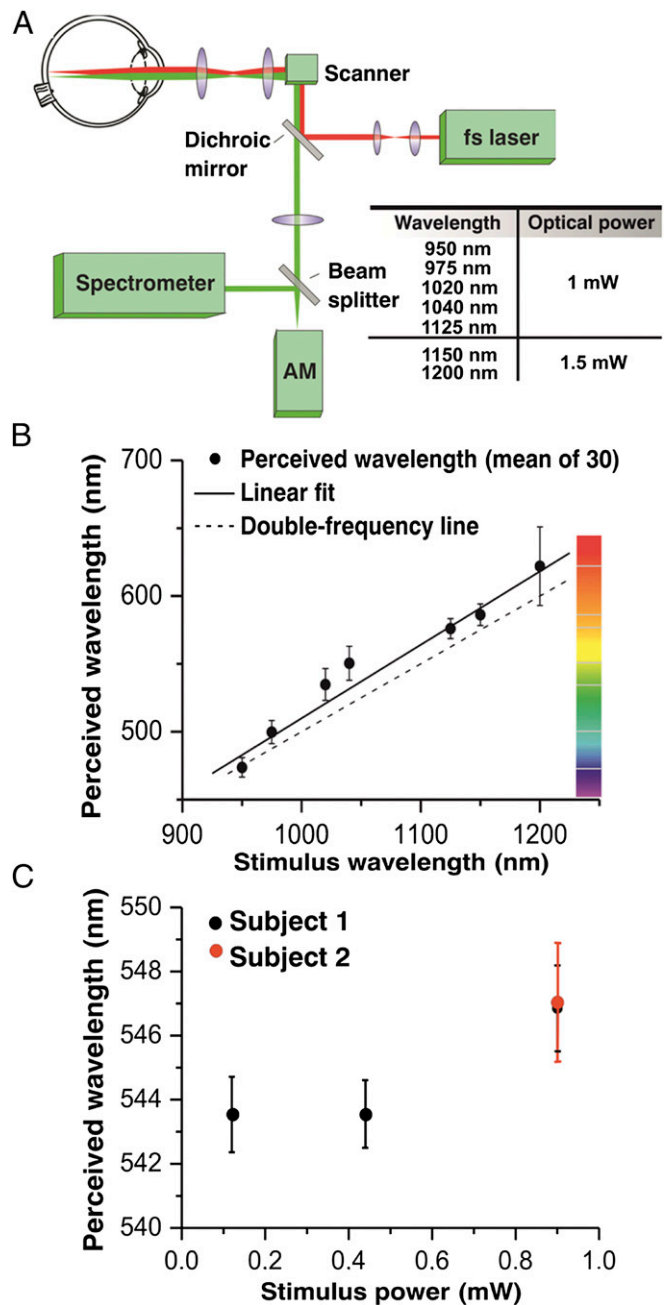 A
Scanner
Dichroic
mirror
fs laser
Wavelength Optical power
950 nm
975 nm
1020 nm
1040 nm
1125 nm
1 mW
1150 nm
1200 nm
1.5 mW
Spectrometer
Beam
splitter
AM
B
Perceived wavelength (nm)
700
600
500
Perceived wavelength (mean of 30)
Linear fit
Double-frequency line
900 1000 1100 1200
Stimulus wavelength (nm)
C
Perceived wavelength (nm)
550
548
546
544
542
540
Subject 1
Subject 2
0.0 0.2 0.4 0.6 0.8 1.0
Stimulus power (mW)